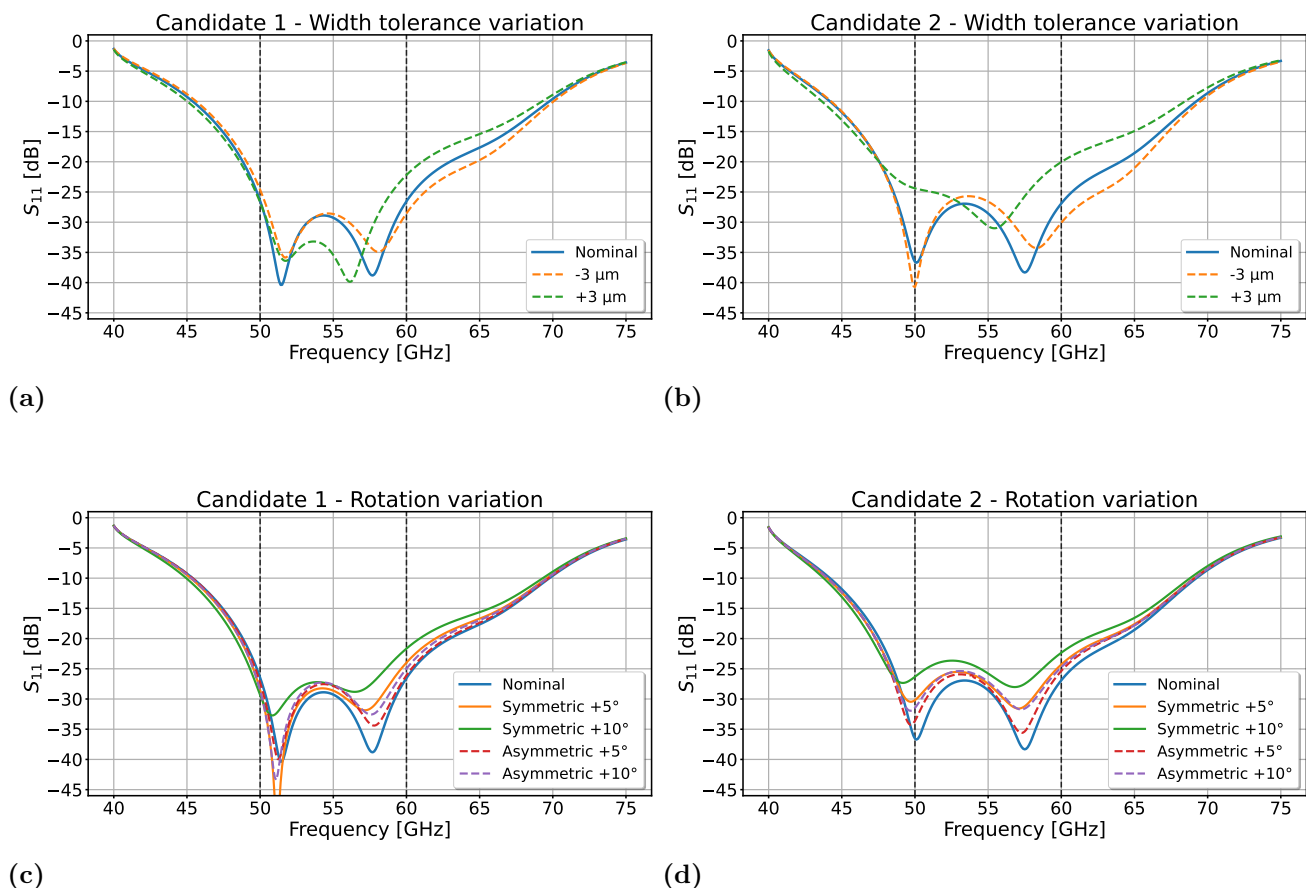 Candidate 1 - Width tolerance variation
0
−5
−10
−15
−20
−25
−30
−35
−40
−45
S11 [dB]
Nominal
-3 µm
+3 µm
40 45 50 55 60 65 70 75
Frequency [GHz]
(a)
Candidate 2 - Width tolerance variation
0
−5
−10
−15
−20
−25
−30
−35
−40
−45
S11 [dB]
Nominal
-3 µm
+3 µm
40 45 50 55 60 65 70 75
Frequency [GHz]
(b)
Candidate 1 - Rotation variation
0
−5
−10
−15
−20
−25
−30
−35
−40
−45
S11 [dB]
Nominal
Symmetric +5°
Symmetric +10°
Asymmetric +5°
Asymmetric +10°
40 45 50 55 60 65 70 75
Frequency [GHz]
(c)
Candidate 2 - Rotation variation
0
−5
−10
−15
−20
−25
−30
−35
−40
−45
S11 [dB]
Nominal
Symmetric +5°
Symmetric +10°
Asymmetric +5°
Asymmetric +10°
40 45 50 55 60 65 70 75
Frequency [GHz]
(d)